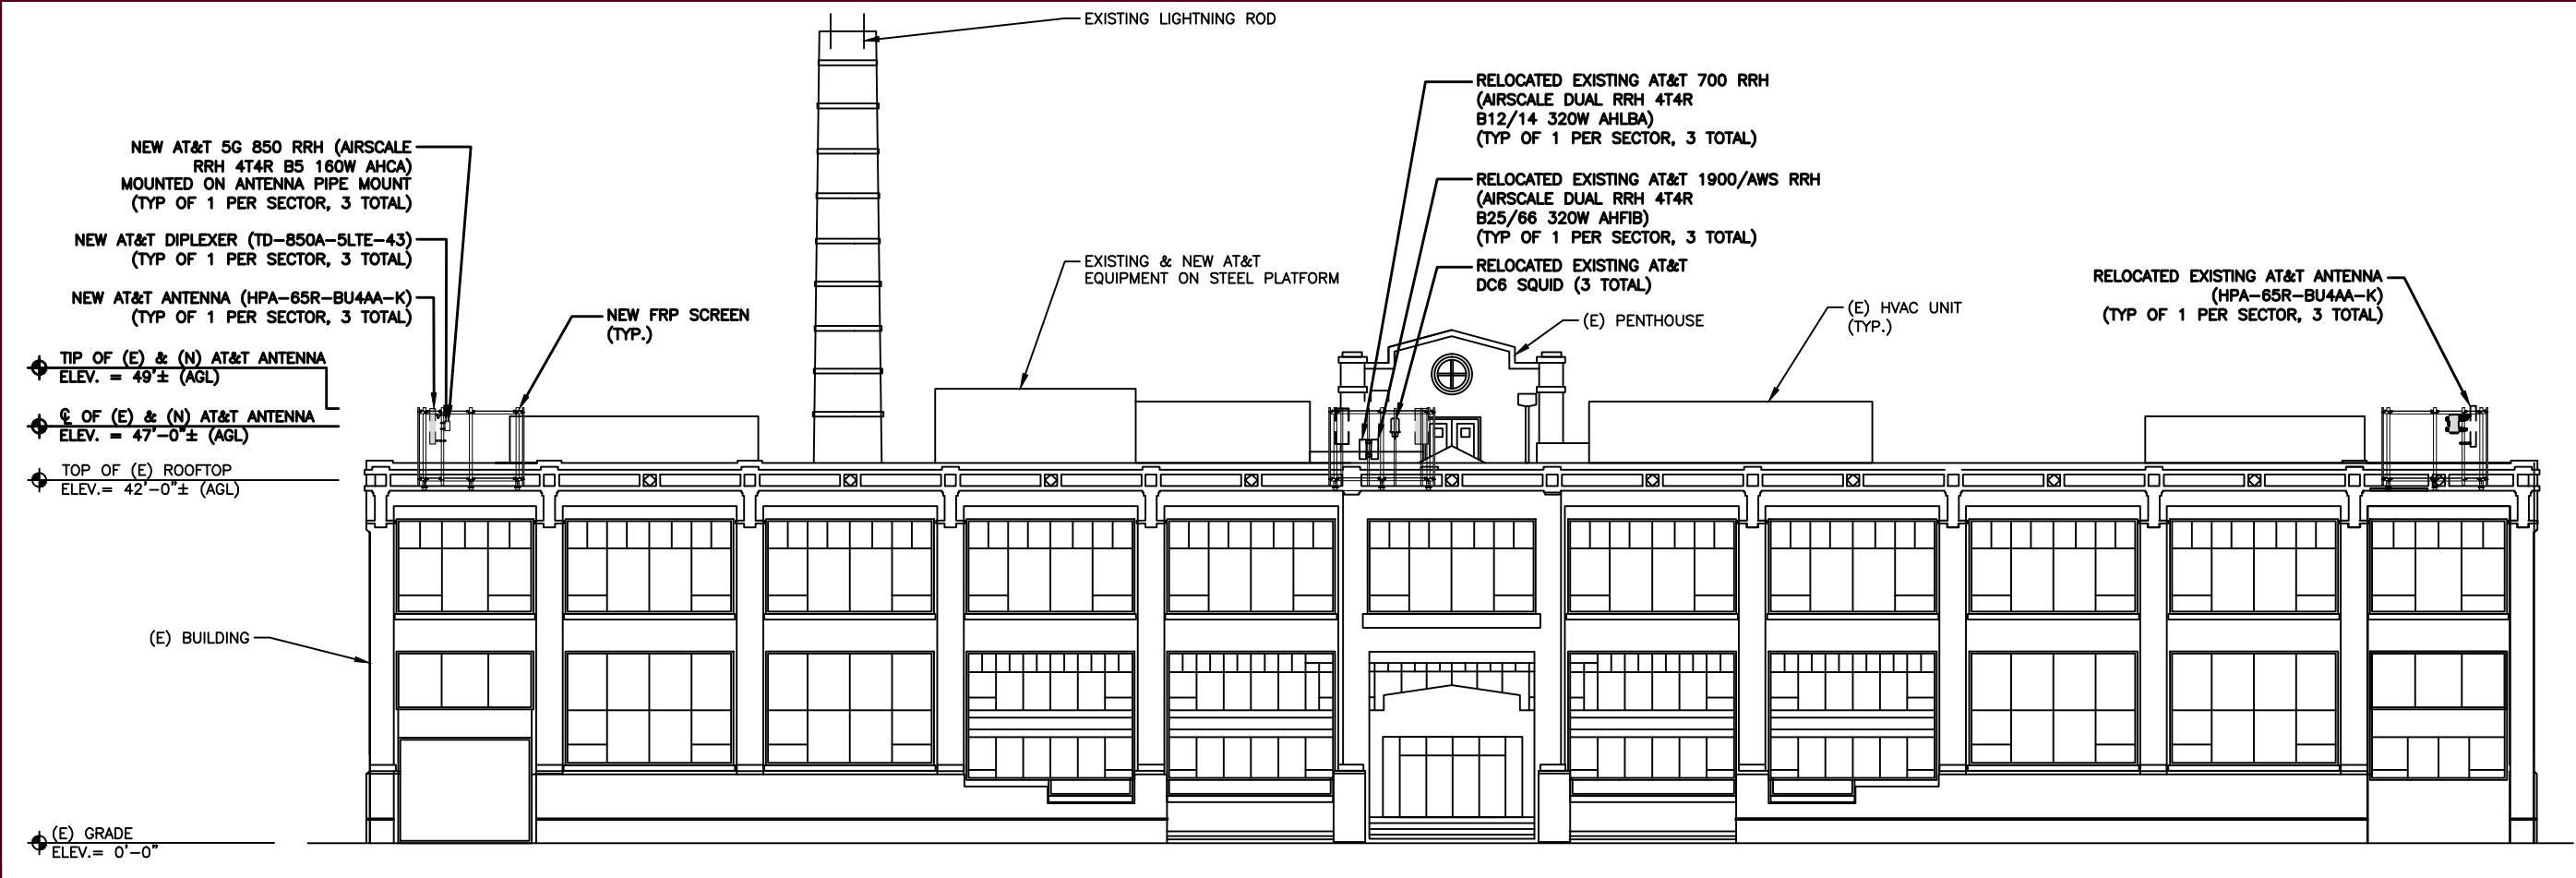 EXISTING LIGHTNING ROD
RELOCATED EXISTING AT&T 700 RRH
(AIRSCALE DUAL RRH 4T4R
B12/14 320W AHLBA)
(TYP OF 1 PER SECTOR, 3 TOTAL)
NEW AT&T 5G 850 RRH (AIRSCALE
RRH 4T4R B5 160W AHCA)
MOUNTED ON ANTENNA PIPE MOUNT
(TYP OF 1 PER SECTOR, 3 TOTAL)
RELOCATED EXISTING AT&T 1900/AWS RRH
(AIRSCALE DUAL RRH 4T4R
B25/66 320W AHFIB)
(TYP OF 1 PER SECTOR, 3 TOTAL)
NEW AT&T DIPLEXER (TD-850A-5LTE-43)
(TYP OF 1 PER SECTOR, 3 TOTAL)
EXISTING & NEW AT&T
EQUIPMENT ON STEEL PLATFORM
RELOCATED EXISTING AT&T
DC6 SQUID (3 TOTAL)
RELOCATED EXISTING AT&T ANTENNA
(HPA-65R-BU4AA-K)
(TYP OF 1 PER SECTOR, 3 TOTAL)
NEW AT&T ANTENNA (HPA-65R-BU4AA-K)
(TYP OF 1 PER SECTOR, 3 TOTAL)
NEW FRP SCREEN
(TYP.)
(E) PENTHOUSE
(E) HVAC UNIT
(TYP.)
TIP OF (E) & (N) AT&T ANTENNA
ELEV. = 49'± (AGL)
℄ OF (E) & (N) AT&T ANTENNA
ELEV. = 47'-0"± (AGL)
TOP OF (E) ROOFTOP
ELEV.= 42'-0"± (AGL)
(E) BUILDING
(E) GRADE
ELEV.= 0'-0"